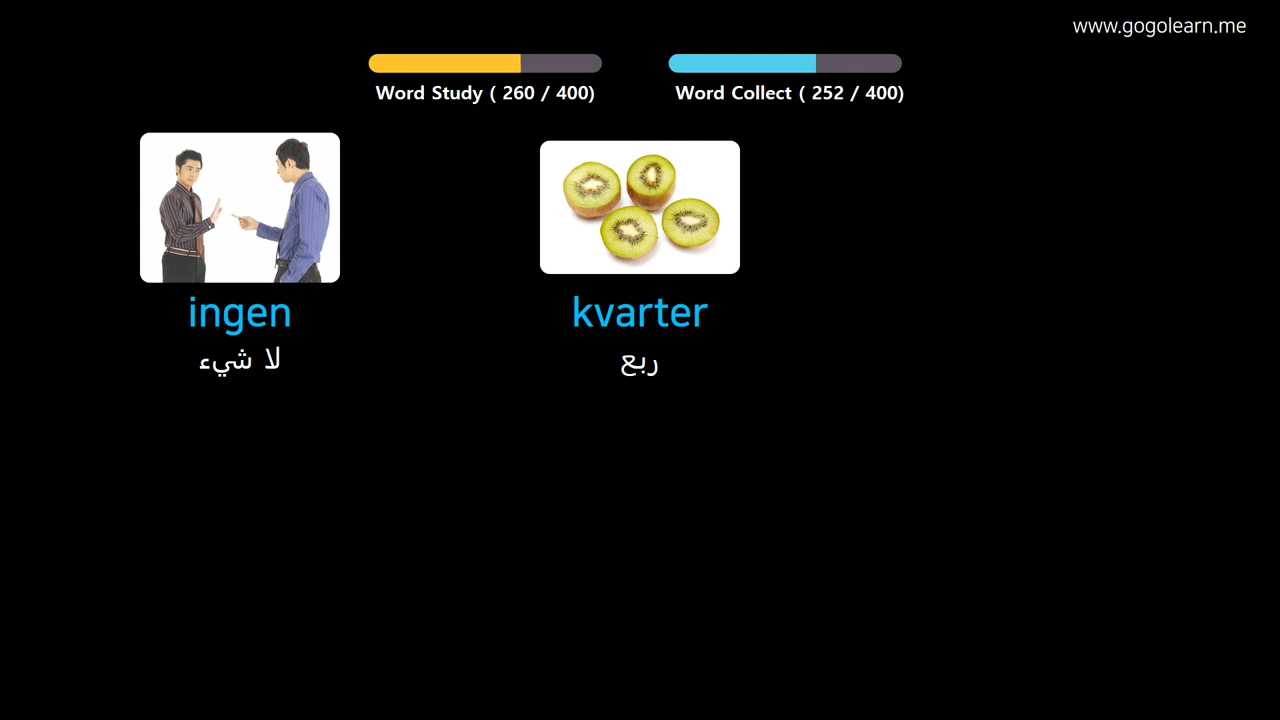 www.gogolearn.me
Word Study ( 260 / 400)
Word Collect ( 252 / 400)
ingen
لا شيء
kvarter
ربع